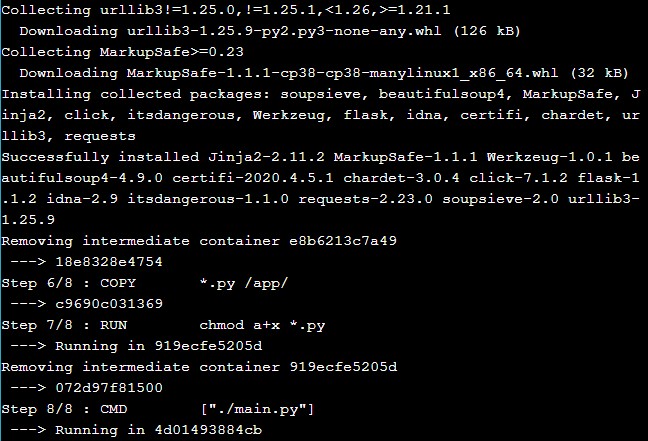 Collecting urllib3!=1.25.0,!=1.25.1,<1.26,>=1.21.1
  Downloading urllib3-1.25.9-py2.py3-none-any.whl (126 kB)
Collecting MarkupSafe>=0.23
  Downloading MarkupSafe-1.1.1-cp38-cp38-manylinux1_x86_64.whl (32 kB)
Installing collected packages: soupsieve, beautifulsoup4, MarkupSafe, J
inja2, click, itsdangerous, Werkzeug, flask, idna, certifi, chardet, ur
llib3, requests
Successfully installed Jinja2-2.11.2 MarkupSafe-1.1.1 Werkzeug-1.0.1 be
autifulsoup4-4.9.0 certifi-2020.4.5.1 chardet-3.0.4 click-7.1.2 flask-1
.1.2 idna-2.9 itsdangerous-1.1.0 requests-2.23.0 soupsieve-2.0 urllib3-
1.25.9
Removing intermediate container e8b6213c7a49
 ---> 18e8328e4754
Step 6/8 : COPY       *.py /app/
 ---> c9690c031369
Step 7/8 : RUN        chmod a+x *.py
 ---> Running in 919ecfe5205d
Removing intermediate container 919ecfe5205d
 ---> 072d97f81500
Step 8/8 : CMD        ["./main.py"]
 ---> Running in 4d01493884cb